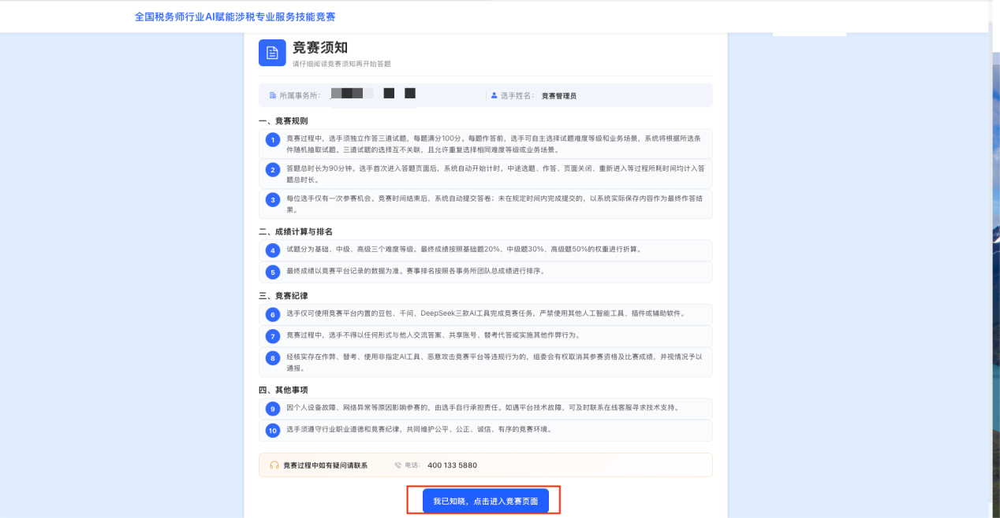 全国税务师行业AI赋能涉税专业服务技能竞赛
竞赛须知
请仔细阅读竞赛须知再开始答题
所属事务所：
选手姓名： 竞赛管理员
一、竞赛规则
1 竞赛过程中，选手须独立作答三道试题，每题满分100分。每题作答前，选手可自主选择试题难度等级和业务场景，系统将根据所选条
件随机抽取试题。三道试题的选择互不关联，且允许重复选择相同难度等级或业务场景。
2 答题总时长为90分钟。选手首次进入答题页面后，系统自动开始计时。中途选题、作答、页面关闭、重新进入等过程所耗时间均计入答
题总时长。
3 每位选手仅有一次参赛机会。竞赛时间结束后，系统自动提交答卷；未在规定时间内完成提交的，以系统实际保存内容作为最终作答结
果。
二、成绩计算与排名
4 试题分为基础、中级、高级三个难度等级。最终成绩按照基础题20%、中级题30%、高级题50%的权重进行折算。
5 最终成绩以竞赛平台记录的数据为准。赛事排名按照各事务所团队总成绩进行排序。
三、竞赛纪律
6 选手仅可使用竞赛平台内置的豆包、千问、DeepSeek三款AI工具完成竞赛任务，严禁使用其他人工智能工具、插件或辅助软件。
7 竞赛过程中，选手不得以任何形式与他人交流答案、共享账号、替考代答或实施其他作弊行为。
8 经核实存在作弊、替考、使用非指定AI工具、恶意攻击竞赛平台等违规行为的，组委会有权取消其参赛资格及比赛成绩，并视情况予以
通报。
四、其他事项
9 因个人设备故障、网络异常等原因影响参赛的，由选手自行承担责任。如遇平台技术故障，可及时联系在线客服寻求技术支持。
10 选手须遵守行业职业道德和竞赛纪律，共同维护公平、公正、诚信、有序的竞赛环境。
竞赛过程中如有疑问请联系 电话： 400 133 5880
我已知晓，点击进入竞赛页面